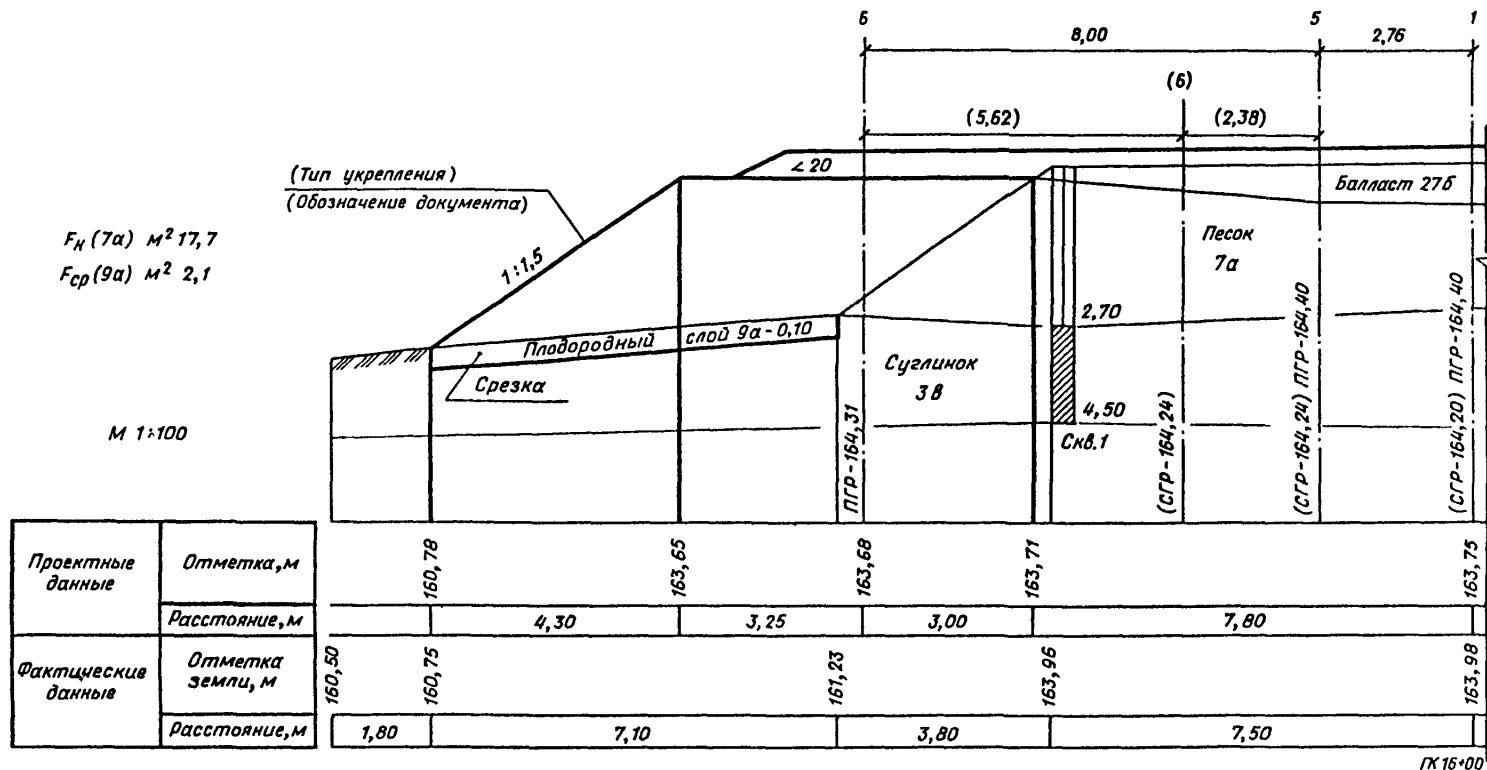 6 5 1
8,00 2,76
(6)
(5,62) (2,38)
(Тип укрепления)
(Обозначение документа)
∠ 20
Балласт 27б
Fн (7а) м² 17,7
Fср (9а) м² 2,1
1:1,5
Песок
7а
2,70
Плодородный слой 9а-0,10
Срезка
Суглинок
3в
4,50
Скв.1
М 1:100
ПГР-164,31
(СГР-164,24)
(СГР-164,24) ПГР-164,40
(СГР-164,20) ПГР-164,40
Проектные данные
Отметка, м
160,78 163,65 163,68 163,71 163,75
Расстояние, м
4,30 3,25 3,00 7,80
Фактические данные
Отметка земли, м
160,50 160,75 161,23 163,96 163,98
Расстояние, м
1,80 7,10 3,80 7,50
ПК 16+00